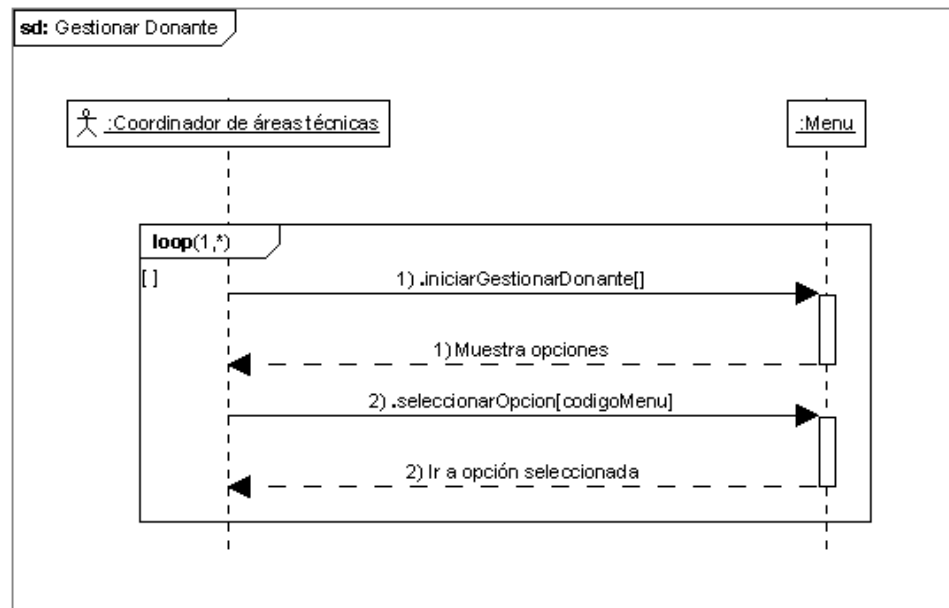 sd: Gestionar Donante
:Coordinador de áreas técnicas
:Menu
loop(1,*)
[ ]
1) .iniciarGestionarDonante[]
1) Muestra opciones
2) .seleccionarOpcion[codigoMenu]
2) Ir a opción seleccionada